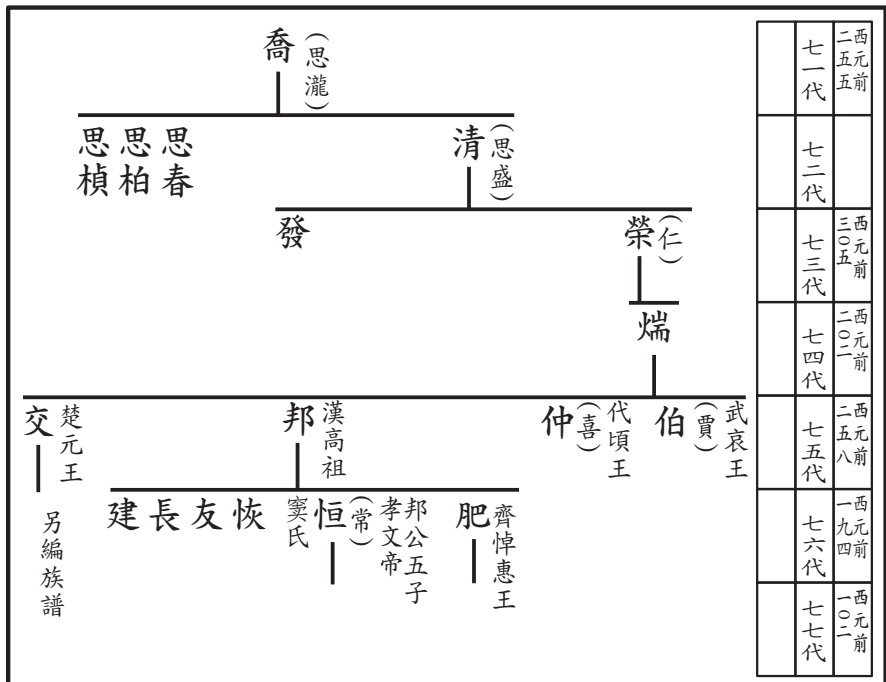 西元前
二五五
七一代
七二代
西元前
三〇五
七三代
西元前
二〇二
七四代
西元前
二五八
七五代
西元前
一九四
七六代
西元前
一〇二
七七代
(思瀧)
喬
(思盛)
清
思春
思柏
思楨
(仁)
榮
發
煓
武哀王
(賈)
伯
代頃王
(喜)
仲
漢高祖
邦
楚元王
交
齊悼惠王
肥
邦公五子
孝文帝
(常)
恒
竇氏
恢
友
長
建
另編族譜